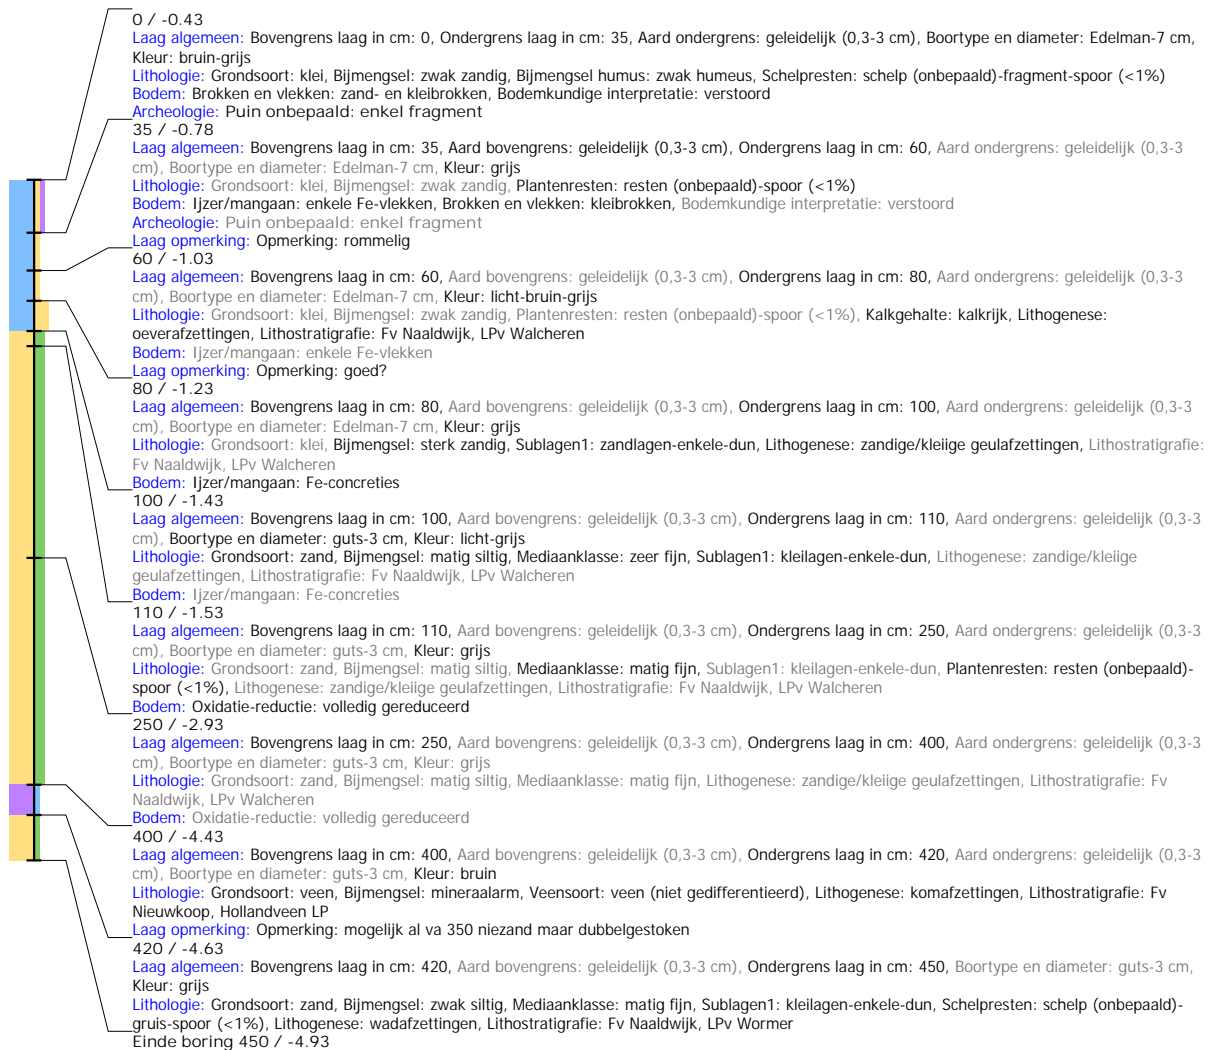 0 / -0.43
Laag algemeen: Bovengrens laag in cm: 0, Ondergrens laag in cm: 35, Aard ondergrens: geleidelijk (0,3-3 cm), Boortype en diameter: Edelman-7 cm,
Kleur: bruin-grijs
Lithologie: Grondsoort: klei, Bijmengsel: zwak zandig, Bijmengsel humus: zwak humeus, Schelpresten: schelp (onbepaald)-fragment-spoor (<1%)
Bodem: Brokken en vlekken: zand- en kleibrokken, Bodemkundige interpretatie: verstoord
Archeologie: Puin onbepaald: enkel fragment
35 / -0.78
Laag algemeen: Bovengrens laag in cm: 35, Aard bovengrens: geleidelijk (0,3-3 cm), Ondergrens laag in cm: 60, Aard ondergrens: geleidelijk (0,3-3
cm), Boortype en diameter: Edelman-7 cm, Kleur: grijs
Lithologie: Grondsoort: klei, Bijmengsel: zwak zandig, Plantenresten: resten (onbepaald)-spoor (<1%)
Bodem: Ijzer/mangaan: enkele Fe-vlekken, Brokken en vlekken: kleibrokken, Bodemkundige interpretatie: verstoord
Archeologie: Puin onbepaald: enkel fragment
Laag opmerking: Opmerking: rommelig
60 / -1.03
Laag algemeen: Bovengrens laag in cm: 60, Aard bovengrens: geleidelijk (0,3-3 cm), Ondergrens laag in cm: 80, Aard ondergrens: geleidelijk (0,3-3
cm), Boortype en diameter: Edelman-7 cm, Kleur: licht-bruin-grijs
Lithologie: Grondsoort: klei, Bijmengsel: zwak zandig, Plantenresten: resten (onbepaald)-spoor (<1%), Kalkgehalte: kalkrijk, Lithogenese:
oeverafzettingen, Lithostratigrafie: Fv Naaldwijk, LPv Walcheren
Bodem: Ijzer/mangaan: enkele Fe-vlekken
Laag opmerking: Opmerking: goed?
80 / -1.23
Laag algemeen: Bovengrens laag in cm: 80, Aard bovengrens: geleidelijk (0,3-3 cm), Ondergrens laag in cm: 100, Aard ondergrens: geleidelijk (0,3-3
cm), Boortype en diameter: Edelman-7 cm, Kleur: grijs
Lithologie: Grondsoort: klei, Bijmengsel: sterk zandig, Sublagen1: zandlagen-enkele-dun, Lithogenese: zandige/kleiige geulafzettingen, Lithostratigrafie:
Fv Naaldwijk, LPv Walcheren
Bodem: Ijzer/mangaan: Fe-concreties
100 / -1.43
Laag algemeen: Bovengrens laag in cm: 100, Aard bovengrens: geleidelijk (0,3-3 cm), Ondergrens laag in cm: 110, Aard ondergrens: geleidelijk (0,3-3
cm), Boortype en diameter: guts-3 cm, Kleur: licht-grijs
Lithologie: Grondsoort: zand, Bijmengsel: matig siltig, Mediaanklasse: zeer fijn, Sublagen1: kleilagen-enkele-dun, Lithogenese: zandige/kleiige
geulafzettingen, Lithostratigrafie: Fv Naaldwijk, LPv Walcheren
Bodem: Ijzer/mangaan: Fe-concreties
110 / -1.53
Laag algemeen: Bovengrens laag in cm: 110, Aard bovengrens: geleidelijk (0,3-3 cm), Ondergrens laag in cm: 250, Aard ondergrens: geleidelijk (0,3-3
cm), Boortype en diameter: guts-3 cm, Kleur: grijs
Lithologie: Grondsoort: zand, Bijmengsel: matig siltig, Mediaanklasse: matig fijn, Sublagen1: kleilagen-enkele-dun, Plantenresten: resten (onbepaald)-
spoor (<1%), Lithogenese: zandige/kleiige geulafzettingen, Lithostratigrafie: Fv Naaldwijk, LPv Walcheren
Bodem: Oxidatie-reductie: volledig gereduceerd
250 / -2.93
Laag algemeen: Bovengrens laag in cm: 250, Aard bovengrens: geleidelijk (0,3-3 cm), Ondergrens laag in cm: 400, Aard ondergrens: geleidelijk (0,3-3
cm), Boortype en diameter: guts-3 cm, Kleur: grijs
Lithologie: Grondsoort: zand, Bijmengsel: matig siltig, Mediaanklasse: matig fijn, Lithogenese: zandige/kleiige geulafzettingen, Lithostratigrafie: Fv
Naaldwijk, LPv Walcheren
Bodem: Oxidatie-reductie: volledig gereduceerd
400 / -4.43
Laag algemeen: Bovengrens laag in cm: 400, Aard bovengrens: geleidelijk (0,3-3 cm), Ondergrens laag in cm: 420, Aard ondergrens: geleidelijk (0,3-3
cm), Boortype en diameter: guts-3 cm, Kleur: bruin
Lithologie: Grondsoort: veen, Bijmengsel: mineraalarm, Veensoort: veen (niet gedifferentieerd), Lithogenese: komafzettingen, Lithostratigrafie: Fv
Nieuwkoop, Hollandveen LP
Laag opmerking: Opmerking: mogelijk al va 350 niezand maar dubbelgestoken
420 / -4.63
Laag algemeen: Bovengrens laag in cm: 420, Aard bovengrens: geleidelijk (0,3-3 cm), Ondergrens laag in cm: 450, Boortype en diameter: guts-3 cm,
Kleur: grijs
Lithologie: Grondsoort: zand, Bijmengsel: zwak siltig, Mediaanklasse: matig fijn, Sublagen1: kleilagen-enkele-dun, Schelpresten: schelp (onbepaald)-
gruis-spoor (<1%), Lithogenese: wadafzettingen, Lithostratigrafie: Fv Naaldwijk, LPv Wormer
Einde boring 450 / -4.93